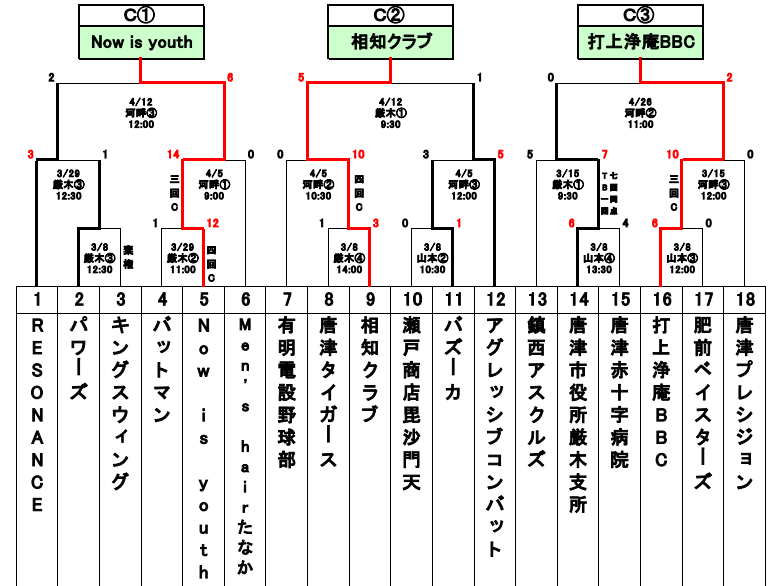 C① C② C③
Now is youth 相知クラブ 打上浄庵BBC
2 6 5 1 0 2
4/12 4/12 4/26
河畔③ 厳木① 河畔②
12:00 9:30 11:00
3 1 14 0 0 10 3 5 5 7 10 0
3/29 4/5 4/5 4/5 3/15 3/15
厳木③ 河畔① 河畔② 河畔③ 厳木① 河畔③
12:30 9:00 10:30 12:00 9:30 12:00
三回C 四回C 七回同点 TB一回 三回C
棄権 1 12 1 3 0 1 6 4 6 0
3/8 3/29 3/8 3/8 3/8 3/8
厳木③ 厳木② 厳木④ 山本② 山本④ 山本③
12:30 11:00 14:00 10:30 13:30 12:00
四回C
1 2 3 4 5 6 7 8 9 10 11 12 13 14 15 16 17 18
RESONANCE
パワーズ
キングスウィング
バットマン
Now is youth
Men's hairたなか
有明電設野球部
唐津タイガース
相知クラブ
瀬戸商店毘沙門天
バズーカ
アグレッシブコンバット
鎮西アスクルズ
唐津市役所厳木支所
唐津赤十字病院
打上浄庵BBC
肥前ベイスターズ
唐津プレシジョン